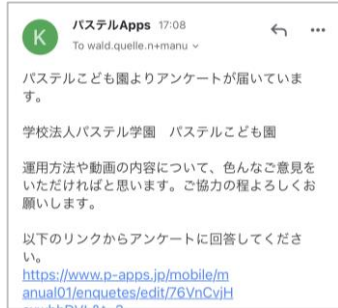 K
パステルApps 17:08
To wald.quelle.n+manu
パステルこども園よりアンケートが届いていま
す。
学校法人パステル学園　パステルこども園
運用方法や動画の内容について、色んなご意見を
いただければと思います。ご協力の程よろしくお
願いします。
以下のリンクからアンケートに回答してくださ
い。
https://www.p-apps.jp/mobile/m
anual01/enquetes/edit/76VnCvjH